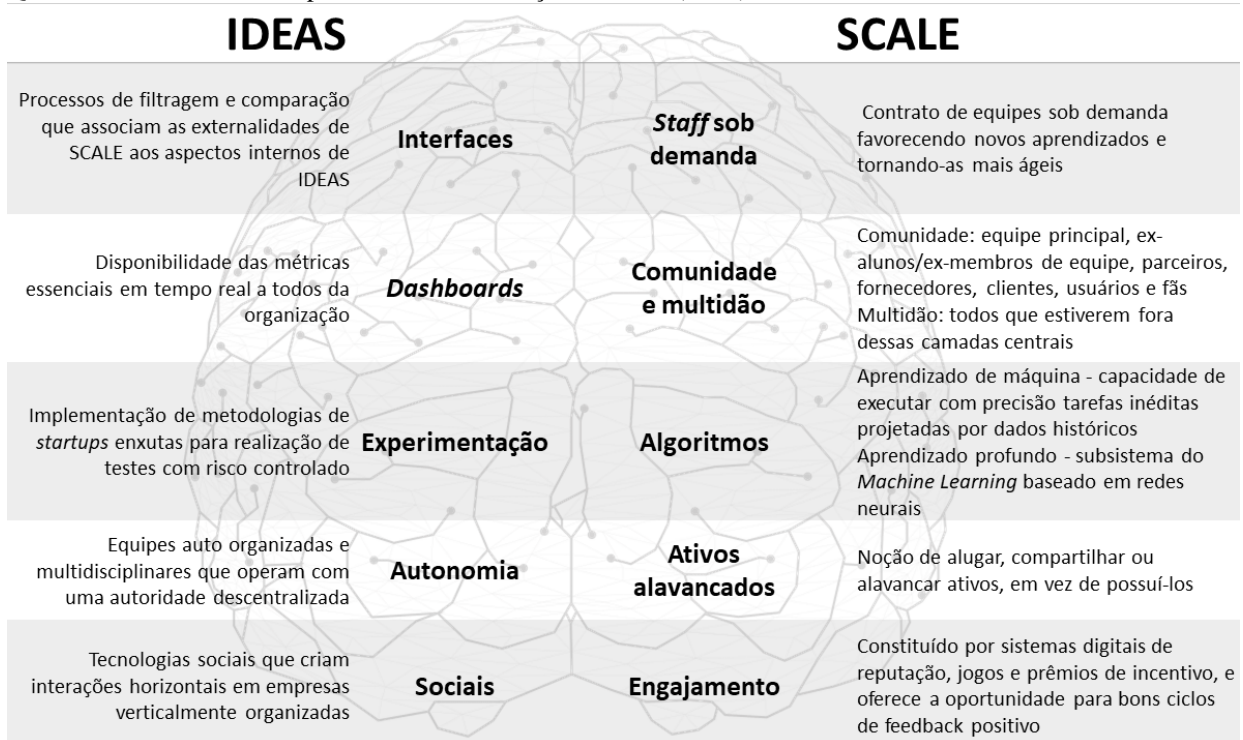 IDEAS
SCALE
Processos de filtragem e comparação
que associam as externalidades de
SCALE aos aspectos internos de
IDEAS
Interfaces
Staff sob
demanda
Contrato de equipes sob demanda
favorecendo novos aprendizados e
tornando-as mais ágeis
Disponibilidade das métricas
essenciais em tempo real a todos da
organização
Dashboards
Comunidade
e multidão
Comunidade: equipe principal, ex-
alunos/ex-membros de equipe, parceiros,
fornecedores, clientes, usuários e fãs
Multidão: todos que estiverem fora
dessas camadas centrais
Implementação de metodologias de
startups enxutas para realização de
testes com risco controlado
Experimentação
Algoritmos
Aprendizado de máquina - capacidade de
executar com precisão tarefas inéditas
projetadas por dados históricos
Aprendizado profundo - subsistema do
Machine Learning baseado em redes
neurais
Equipes auto organizadas e
multidisciplinares que operam com
uma autoridade descentralizada
Autonomia
Ativos
alavancados
Noção de alugar, compartilhar ou
alavancar ativos, em vez de possuí-los
Tecnologias sociais que criam
interações horizontais em empresas
verticalmente organizadas
Sociais
Engajamento
Constituído por sistemas digitais de
reputação, jogos e prêmios de incentivo, e
oferece a oportunidade para bons ciclos
de feedback positivo